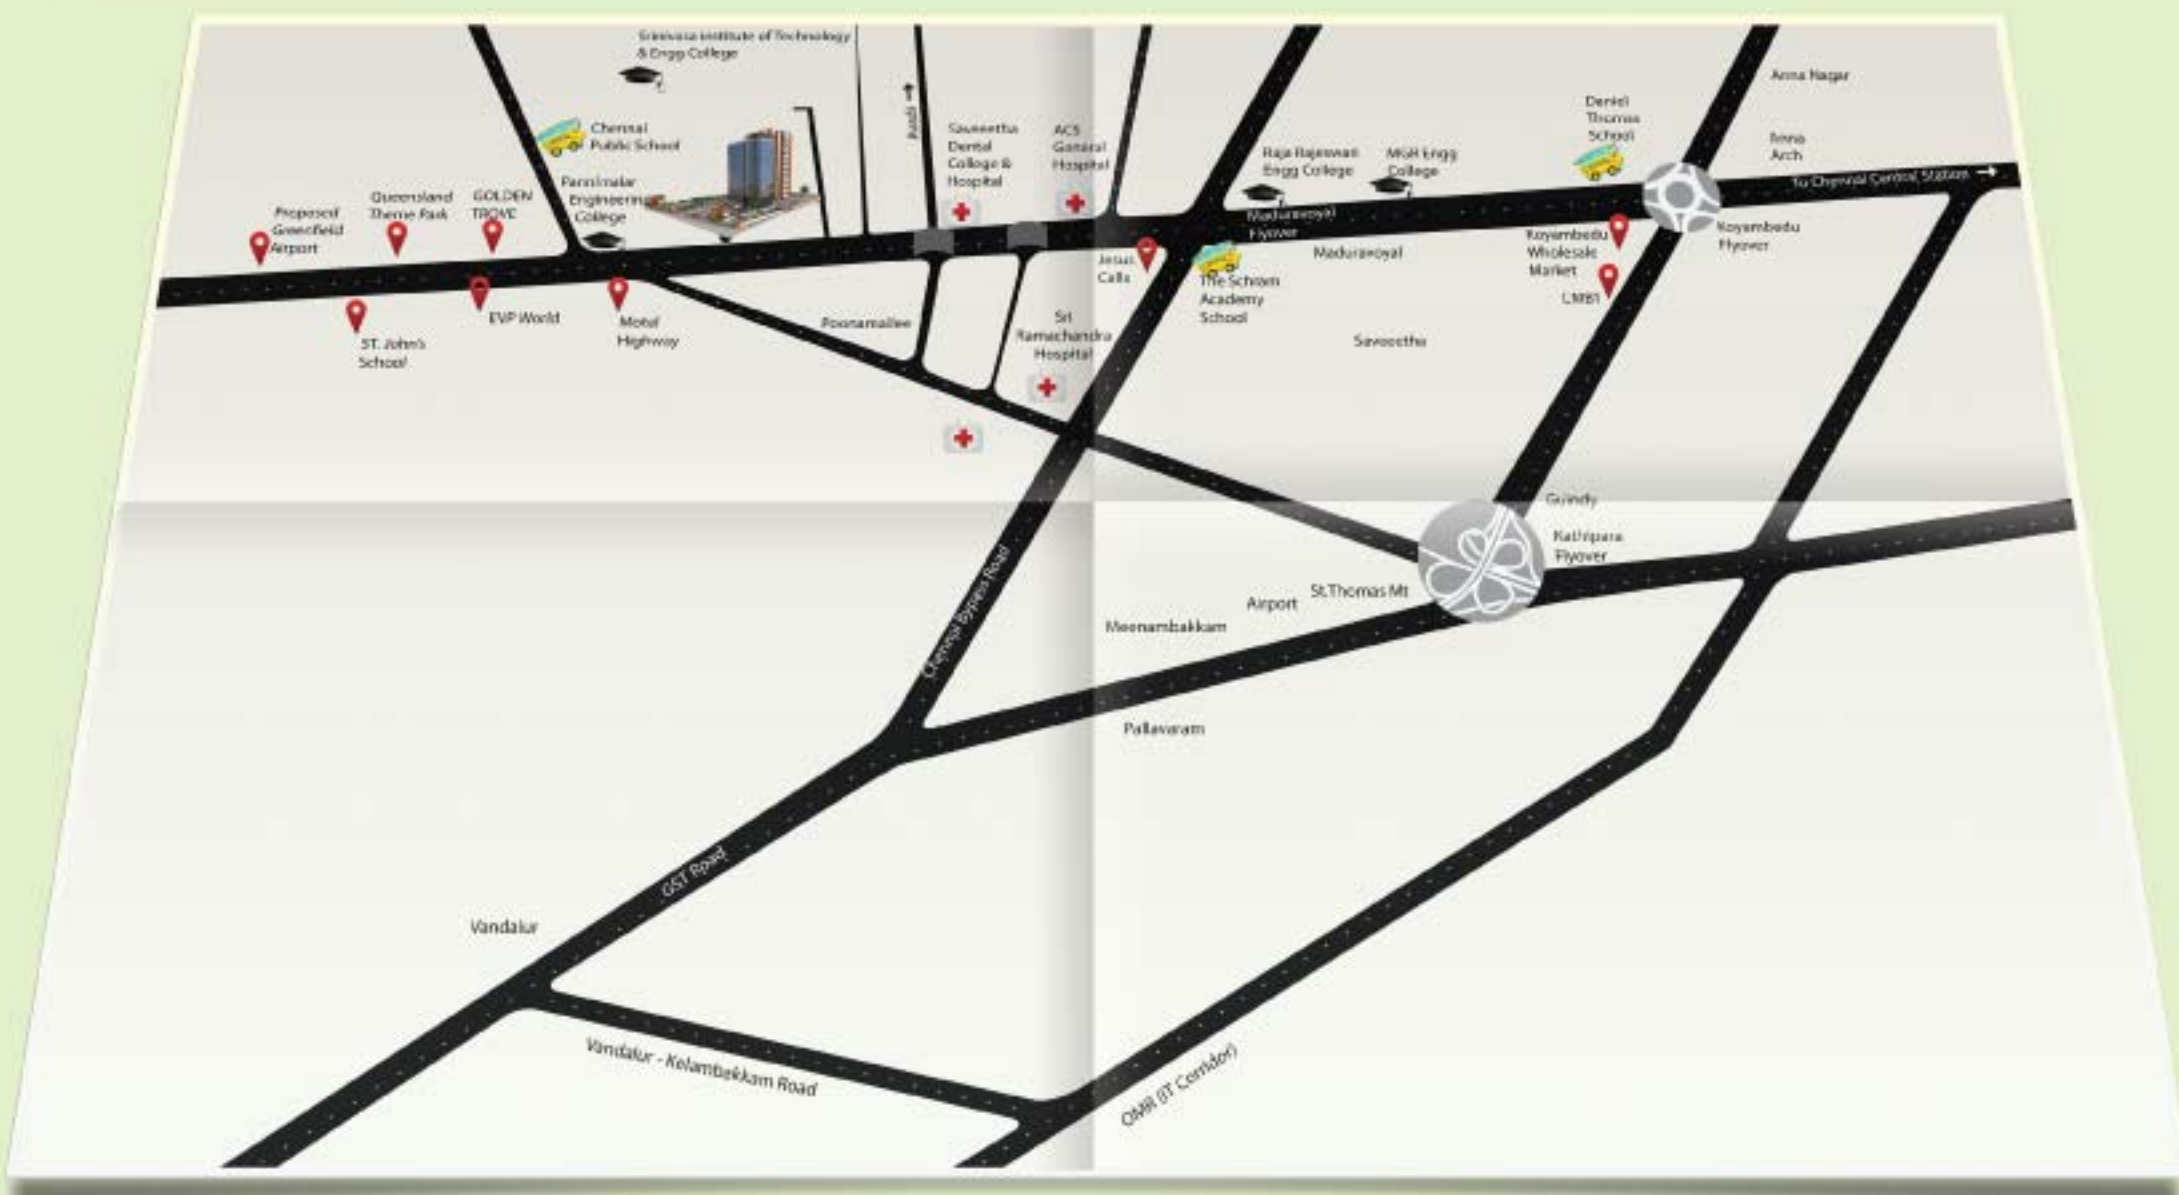 Srinivasa Institute of Technology
& Engg College
Chennai
Public School
Pannimalar
Engineering
College
Proposed
Greenfield
Airport
Queensland
Theme Park
GOLDEN
TROVE
ST. John's
School
EVP World
Motel
Highway
Saveeetha
Dental
College &
Hospital
ACS
General
Hospital
Poonamallee
Sri
Ramachandra
Hospital
Jesus
Calls
The Schram
Academy
School
Raja Rajeswari
Engg College
MGR Engg
College
Maduravoyal
Flyover
Maduravoyal
Saveeetha
Daniel
Thomas
School
Koyambedu
Wholesale
Market
Anna Nagar
Anna
Arch
To Chennai Central Station
Koyambedu
Flyover
Guindy
Kathipara
Flyover
St.Thomas Mt
Airport
Meenambakkam
Pallavaram
Chennai Bypass Road
GST Road
Vandalur
Vandalur - Kelambakkam Road
OMR (IT Corridor)